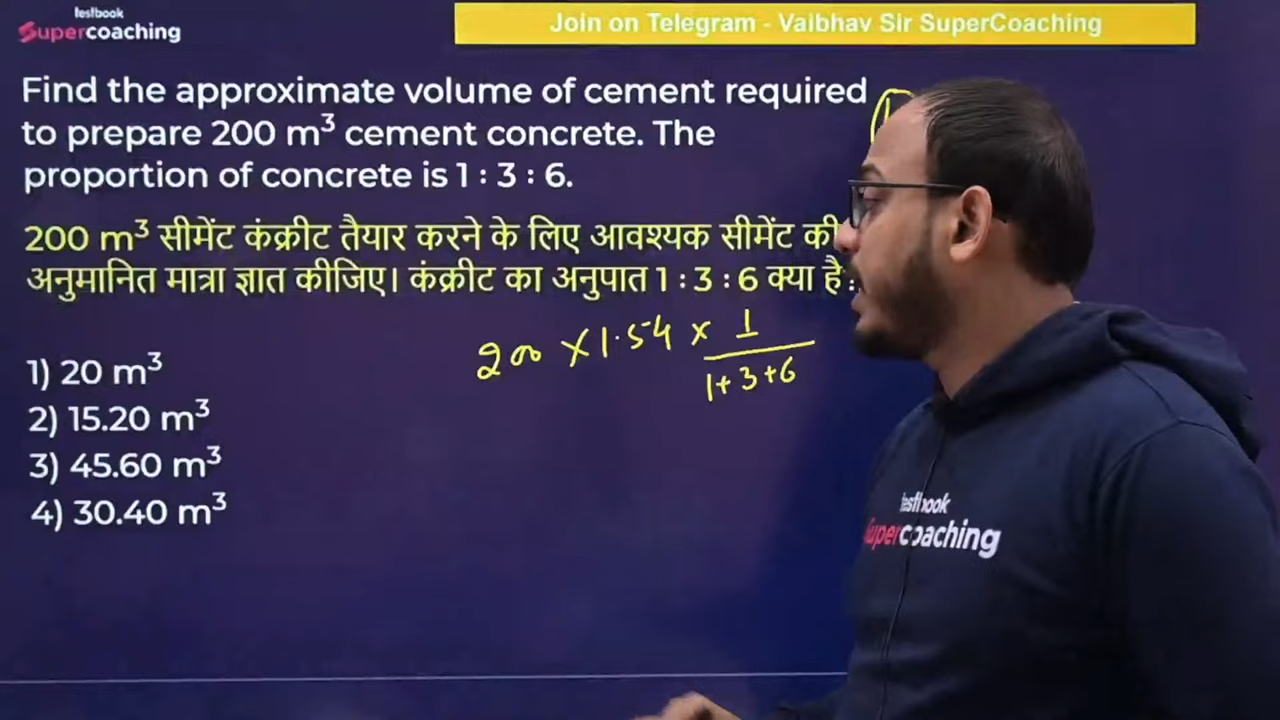 testbook
Supercoaching
Join on Telegram - Vaibhav Sir SuperCoaching
Find the approximate volume of cement required
to prepare 200 m³ cement concrete. The
proportion of concrete is 1 : 3 : 6.
200 m³ सीमेंट कंक्रीट तैयार करने के लिए आवश्यक सीमेंट की
अनुमानित मात्रा ज्ञात कीजिए। कंक्रीट का अनुपात 1 : 3 : 6 क्या है
200 × 1.54 × 1
1+3+6
1) 20 m³
2) 15.20 m³
3) 45.60 m³
4) 30.40 m³
testbook
Supercoaching